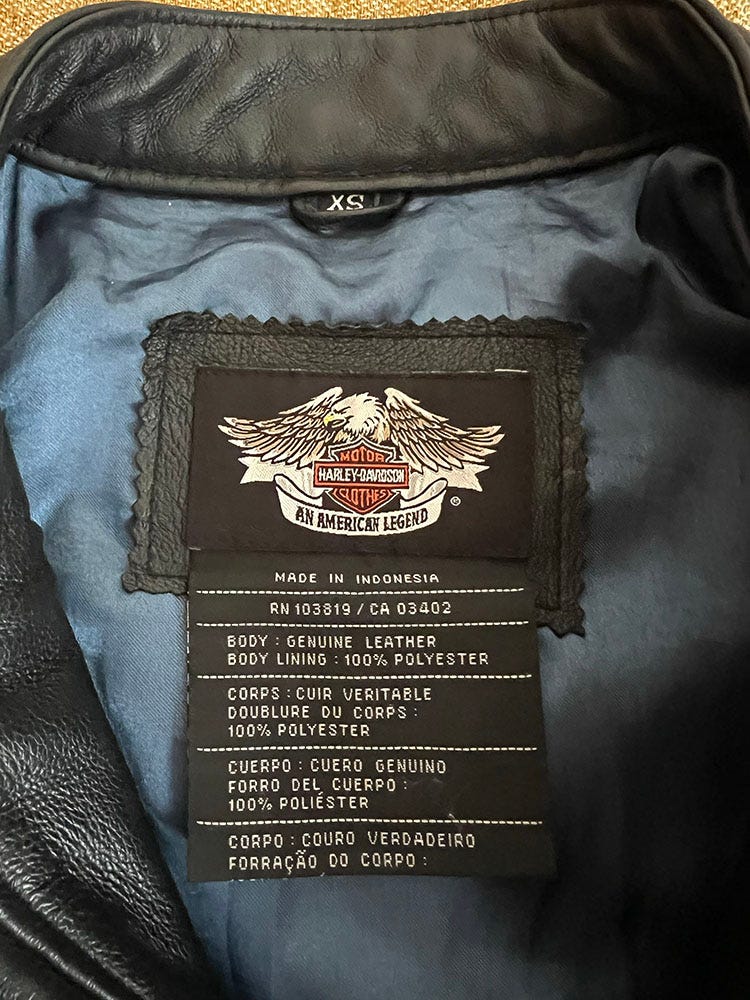 XS
MOTOR
HARLEY-DAVIDSON
CLOTHES
AN AMERICAN LEGEND
®
MADE IN INDONESIA
RN 103819 / CA 03402
BODY : GENUINE LEATHER
BODY LINING : 100% POLYESTER
CORPS : CUIR VERITABLE
DOUBLURE DU CORPS :
100% POLYESTER
CUERPO : CUERO GENUINO
FORRO DEL CUERPO :
100% POLIÉSTER
CORPO : COURO VERDADEIRO
FORRAÇÃO DO CORPO :